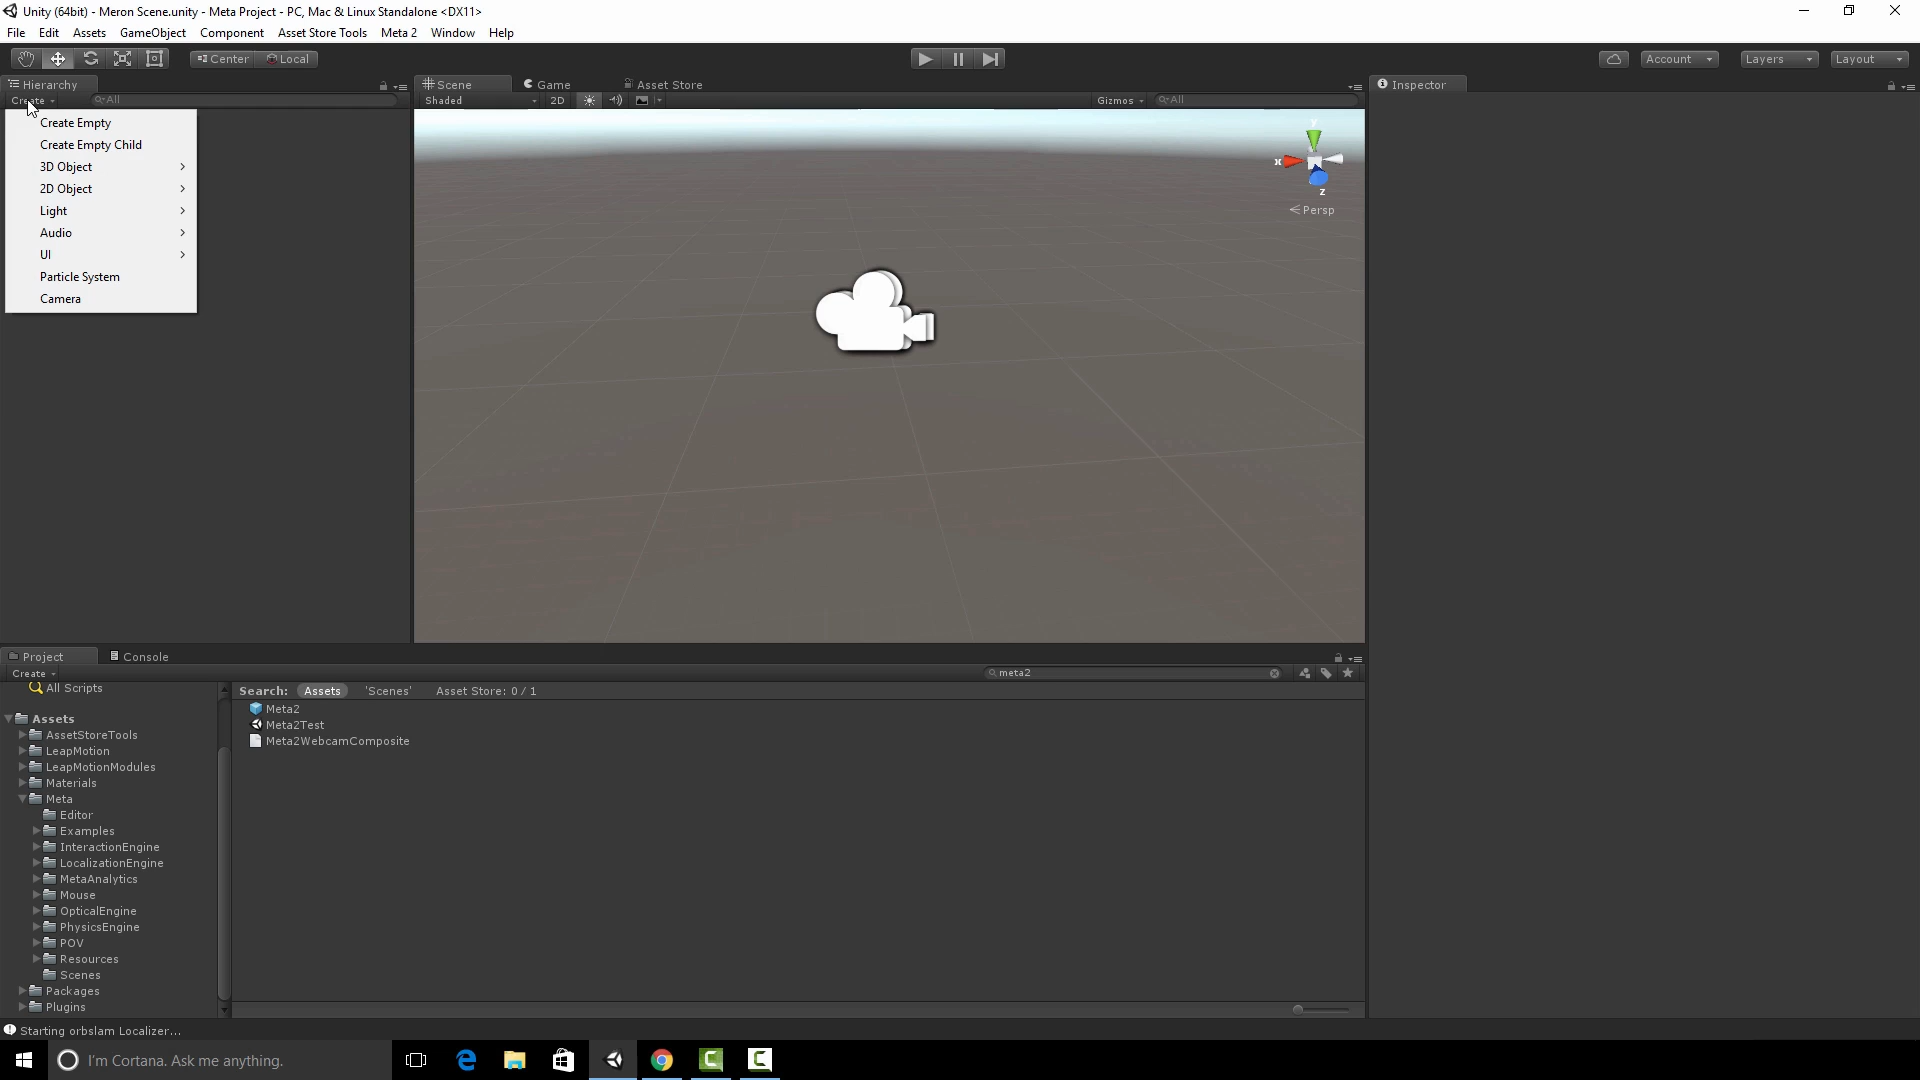 Unity (64bit) - Meron Scene.unity - Meta Project - PC, Mac & Linux Standalone <DX11>
File Edit Assets GameObject Component Asset Store Tools Meta 2 Window Help
Center Local Account Layers Layout
Hierarchy Scene Game Asset Store Inspector
Create All Shaded 2D Gizmos All
Create Empty
Create Empty Child
3D Object
2D Object
Light
Audio
UI
Particle System
Camera
y
x
z
Persp
Project Console
Create meta2
All Scripts
Search: Assets 'Scenes' Asset Store: 0 / 1
Meta2
Meta2Test
Meta2WebcamComposite
Assets
AssetStoreTools
LeapMotion
LeapMotionModules
Materials
Meta
Editor
Examples
InteractionEngine
LocalizationEngine
MetaAnalytics
Mouse
OpticalEngine
PhysicsEngine
POV
Resources
Scenes
Packages
Plugins
Starting orbslam Localizer...
I'm Cortana. Ask me anything.